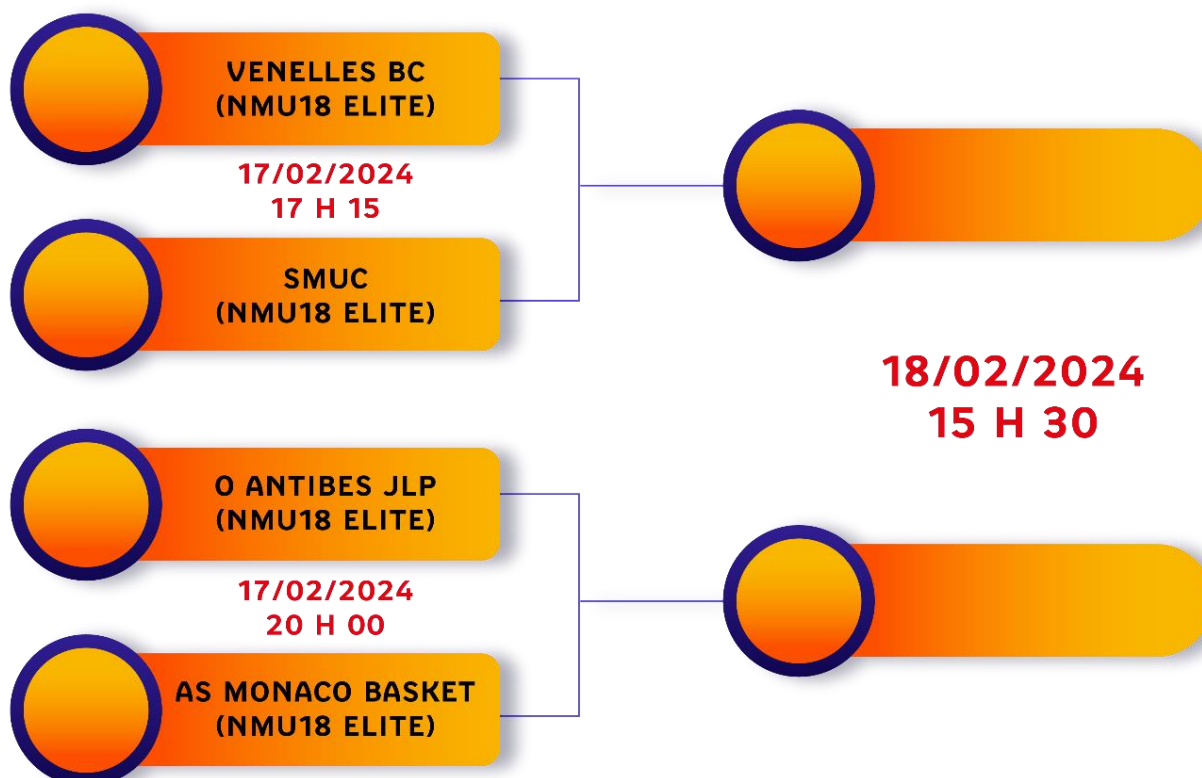 VENELLES BC
(NMU18 ELITE)
17/02/2024
17 H 15
SMUC
(NMU18 ELITE)
18/02/2024
15 H 30
O ANTIBES JLP
(NMU18 ELITE)
17/02/2024
20 H 00
AS MONACO BASKET
(NMU18 ELITE)